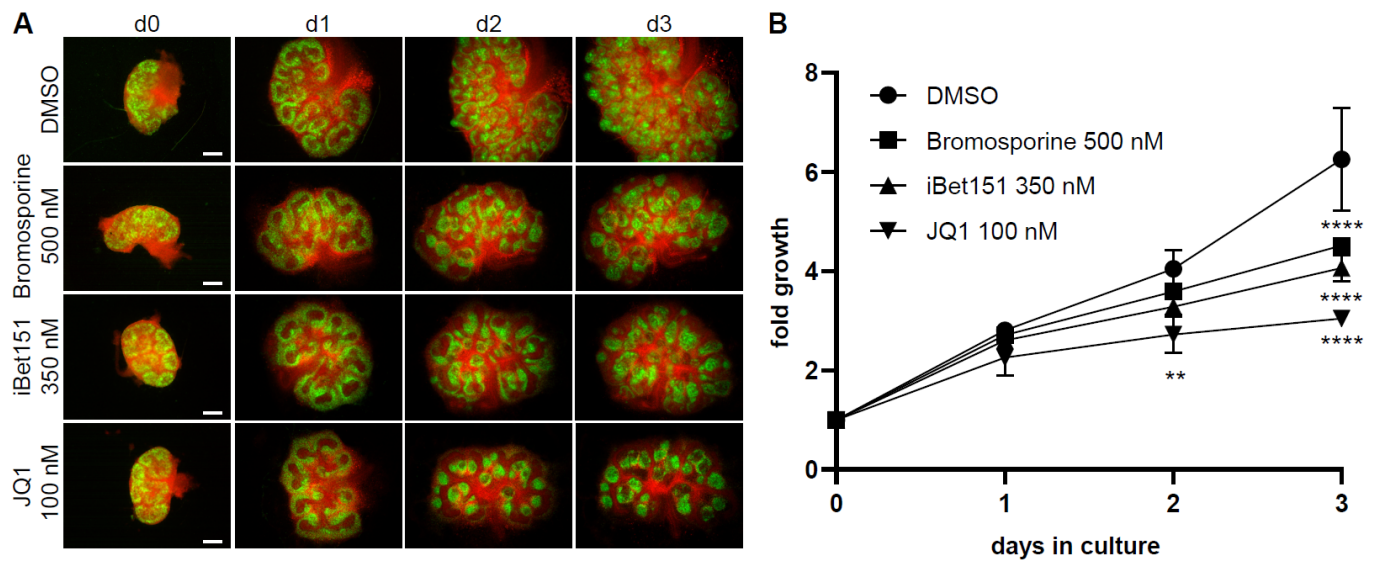 A
d0 d1 d2 d3
DMSO
Bromosporine
500 nM
iBet151
350 nM
JQ1
100 nM
B
fold growth
8
6
4
2
0
DMSO
Bromosporine 500 nM
iBet151 350 nM
JQ1 100 nM
**
****
****
****
0 1 2 3
days in culture